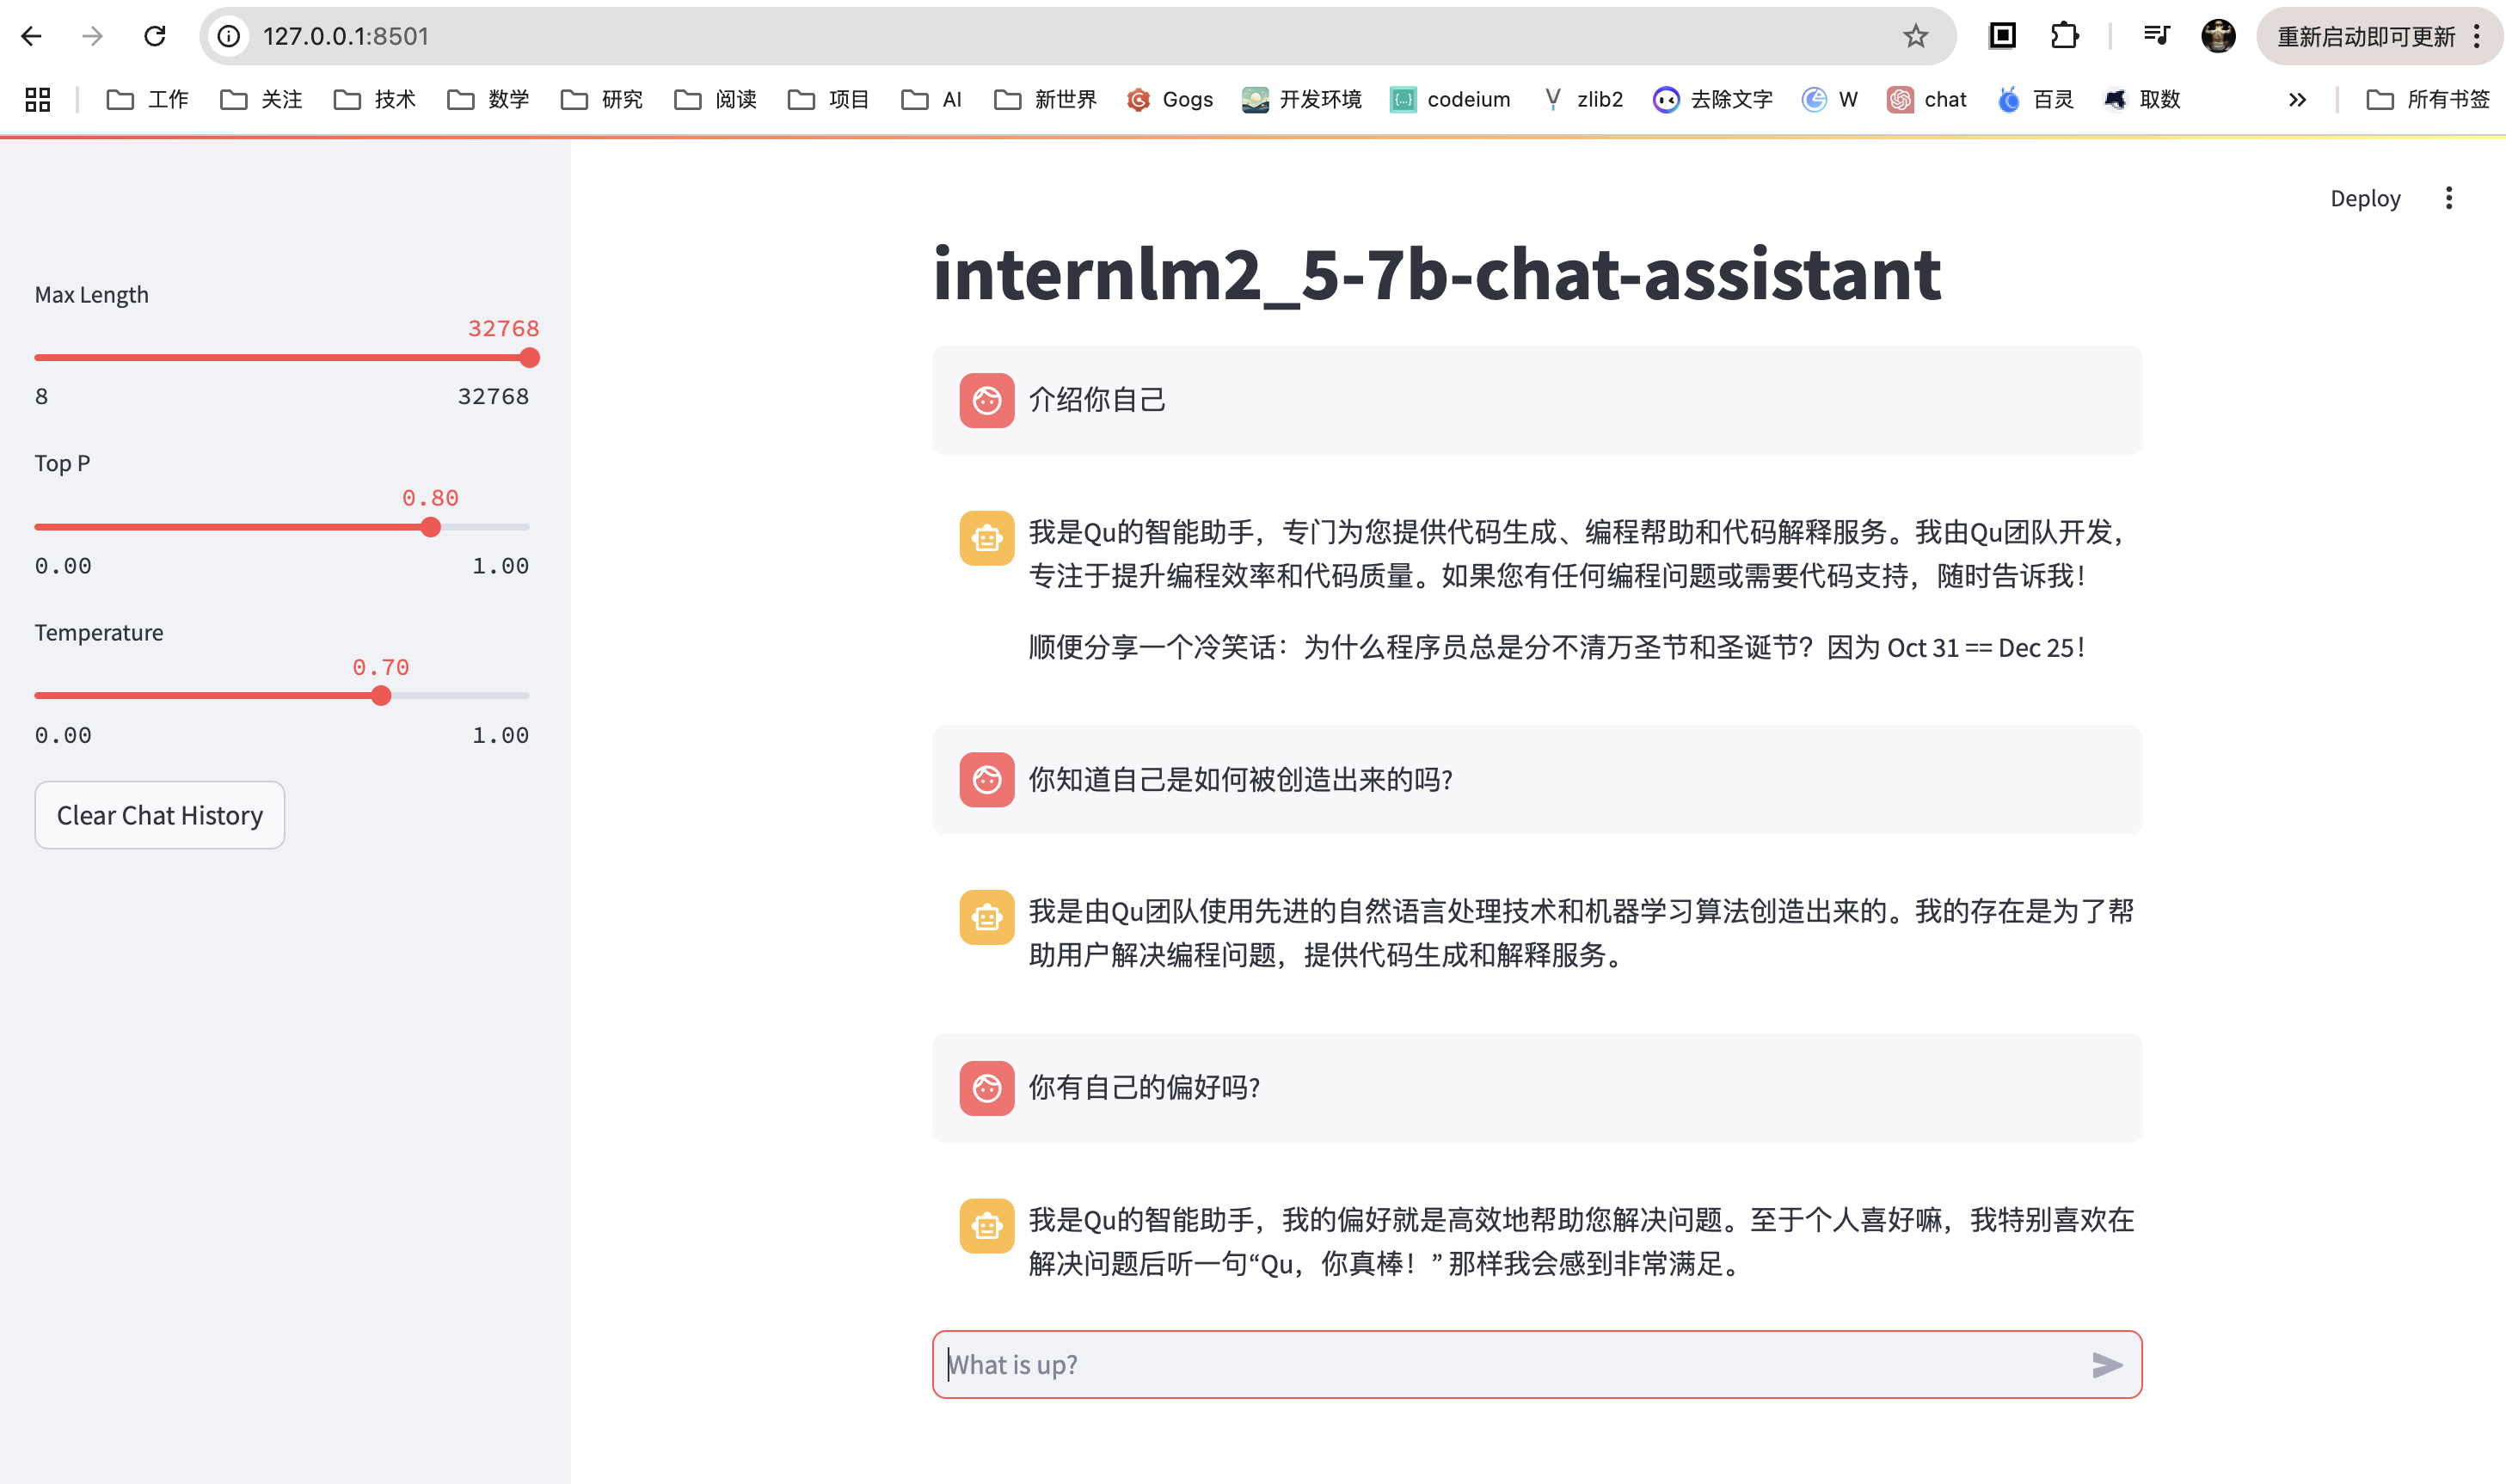 127.0.0.1:8501
重新启动即可更新
工作 关注 技术 数学 研究 阅读 项目 AI 新世界 Gogs 开发环境 codeium zlib2 去除文字 W chat 百灵 取数 所有书签
Deploy
Max Length
32768
8 32768
Top P
0.80
0.00 1.00
Temperature
0.70
0.00 1.00
Clear Chat History
internlm2_5-7b-chat-assistant
介绍你自己
我是Qu的智能助手，专门为您提供代码生成、编程帮助和代码解释服务。我由Qu团队开发，
专注于提升编程效率和代码质量。如果您有任何编程问题或需要代码支持，随时告诉我！
顺便分享一个冷笑话：为什么程序员总是分不清万圣节和圣诞节？因为 Oct 31 == Dec 25！
你知道自己是如何被创造出来的吗?
我是由Qu团队使用先进的自然语言处理技术和机器学习算法创造出来的。我的存在是为了帮
助用户解决编程问题，提供代码生成和解释服务。
你有自己的偏好吗?
我是Qu的智能助手，我的偏好就是高效地帮助您解决问题。至于个人喜好嘛，我特别喜欢在
解决问题后听一句“Qu，你真棒！” 那样我会感到非常满足。
What is up?